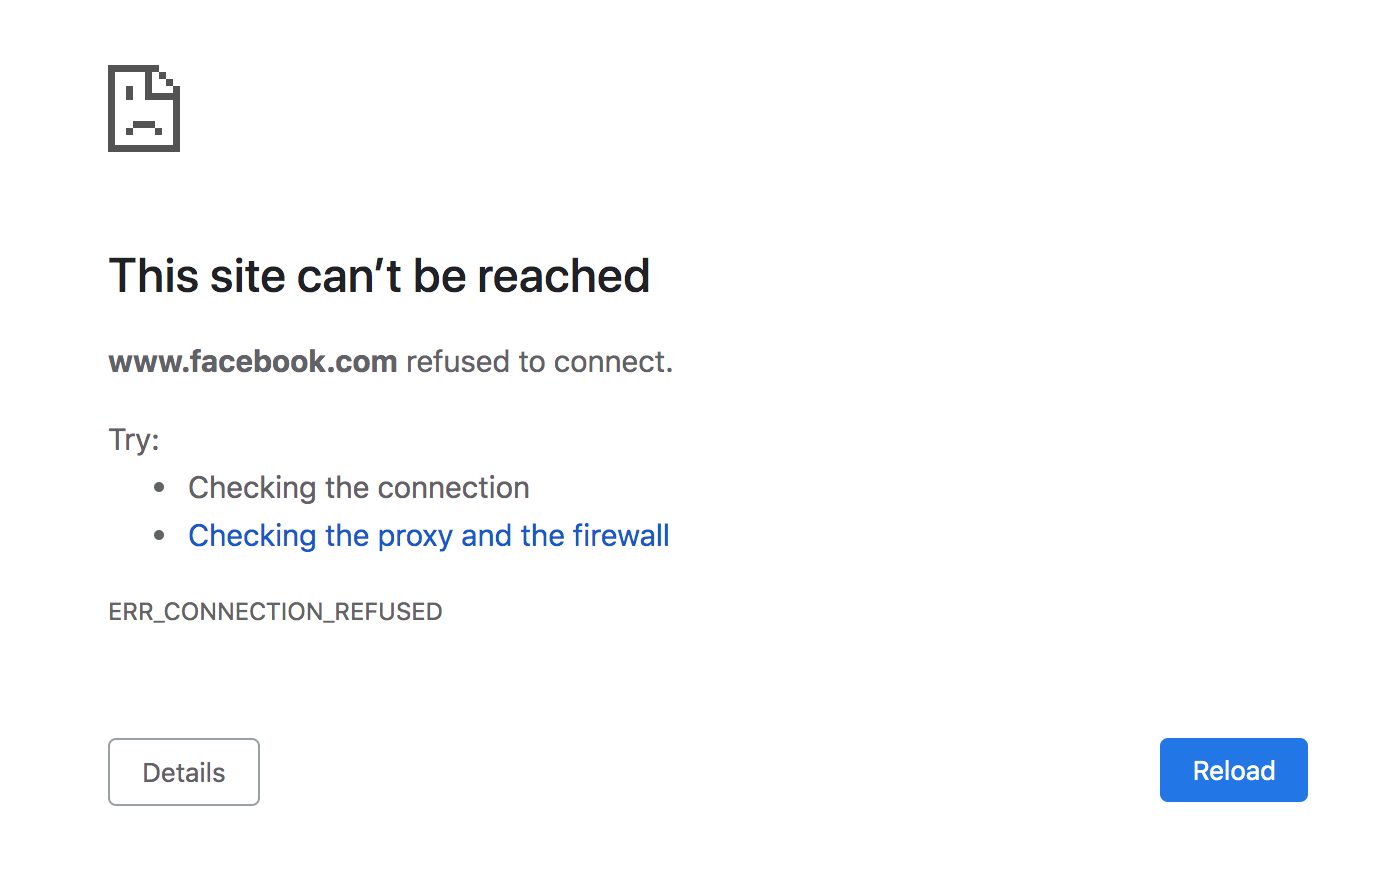 This site can’t be reached
www.facebook.com refused to connect.
Try:
• Checking the connection
• Checking the proxy and the firewall
ERR_CONNECTION_REFUSED
Details
Reload